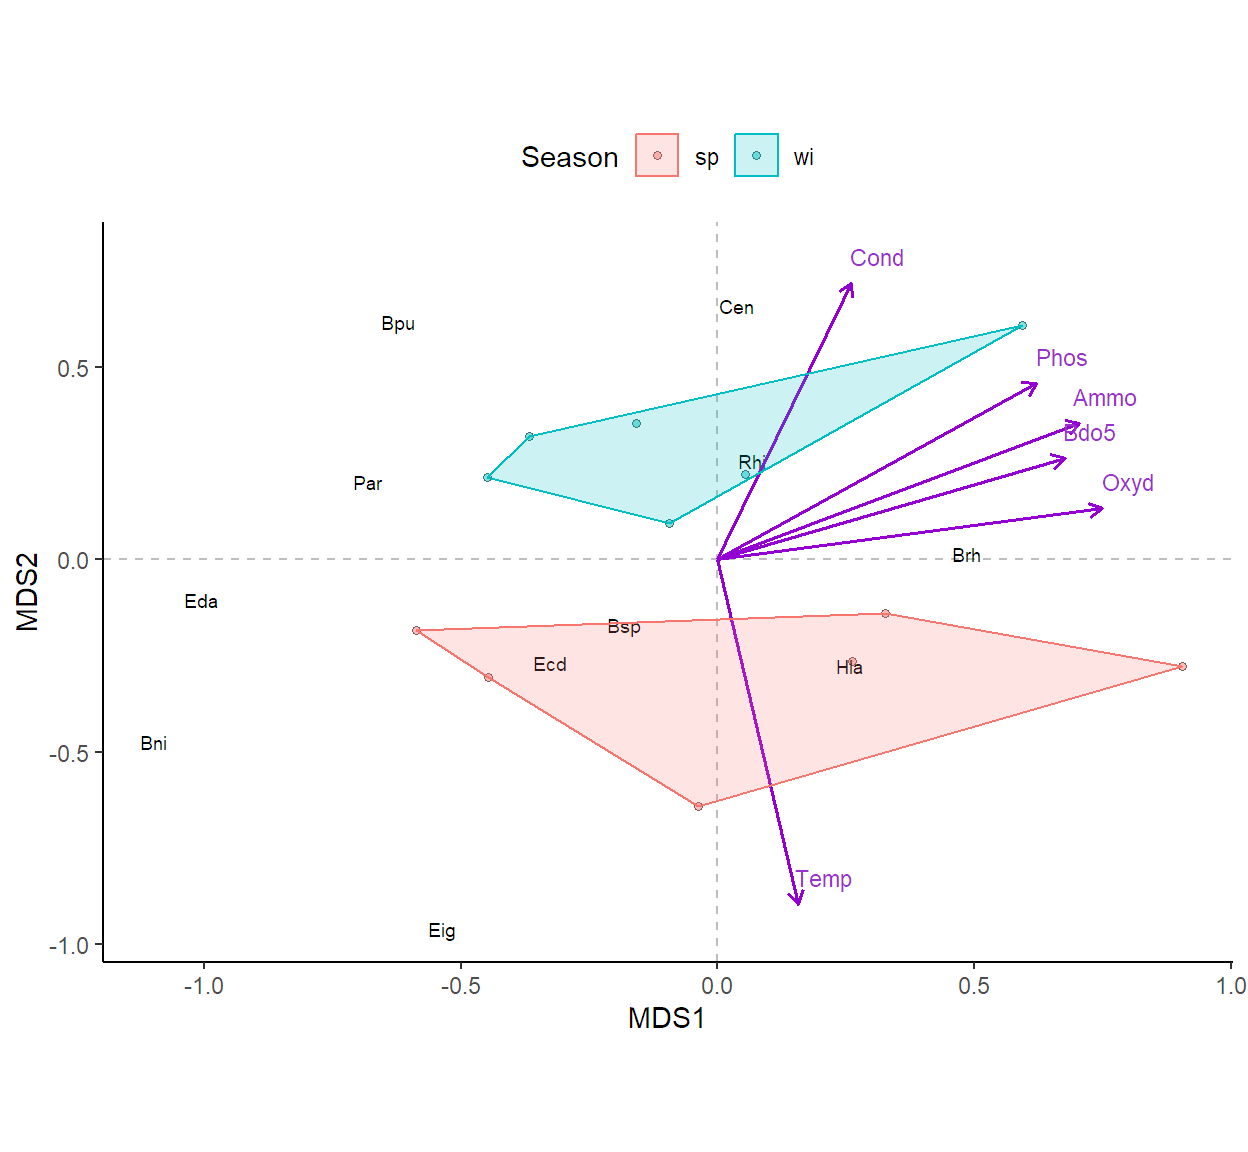 Season sp wi
Cond
Cen
Bpu
Phos
0.5
Ammo
Bdo5
Rhi
Par
Oxyd
Brh
0.0
MDS2
Eda
Bsp
Ecd
Hla
Bni
-0.5
Temp
Eig
-1.0
-1.0 -0.5 0.0 0.5 1.0
MDS1